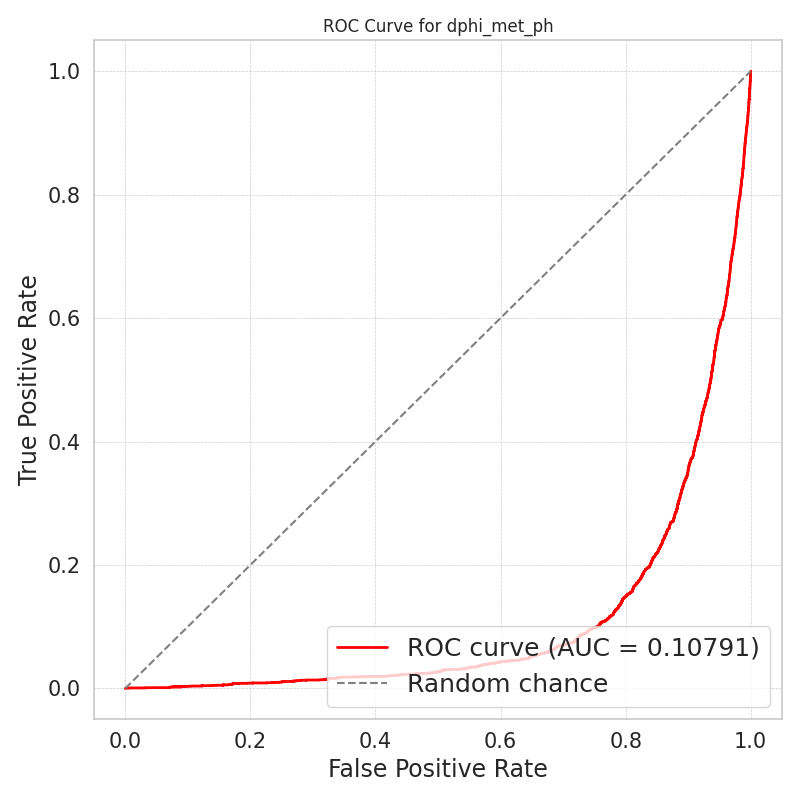 ROC Curve for dphi_met_ph
True Positive Rate
1.0
0.8
0.6
0.4
0.2
0.0
ROC curve (AUC = 0.10791)
Random chance
0.0 0.2 0.4 0.6 0.8 1.0
False Positive Rate